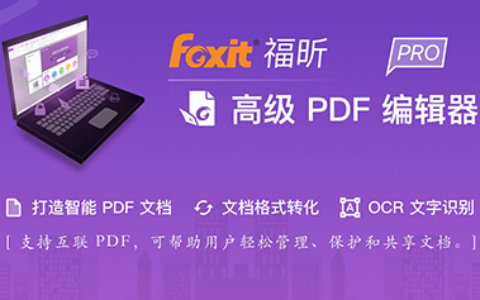 Foxit® 福昕
PRO
高级 PDF 编辑器
打造智能 PDF 文档 文档格式转化 OCR 文字识别
[ 支持互联 PDF，可帮助用户轻松管理、保护和共享文档。]